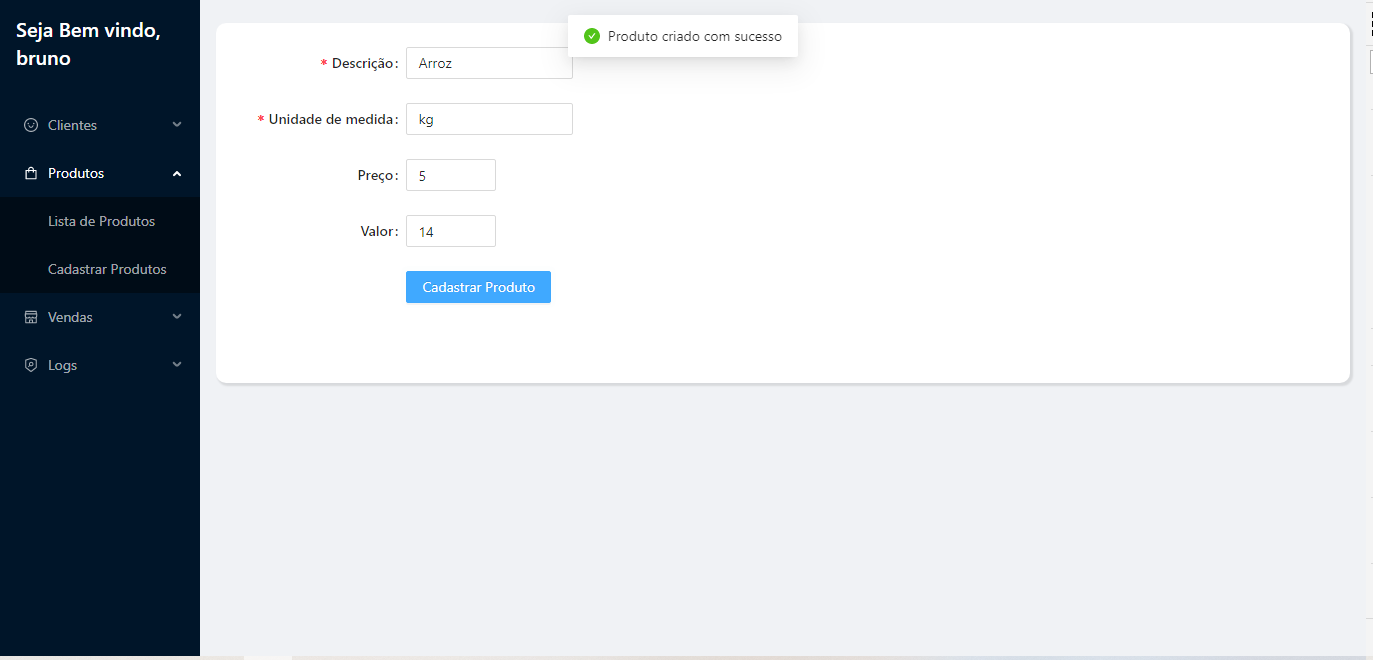 Seja Bem vindo,
bruno
Clientes
Produtos
Lista de Produtos
Cadastrar Produtos
Vendas
Logs
Produto criado com sucesso
* Descrição: Arroz
* Unidade de medida: kg
Preço: 5
Valor: 14
Cadastrar Produto